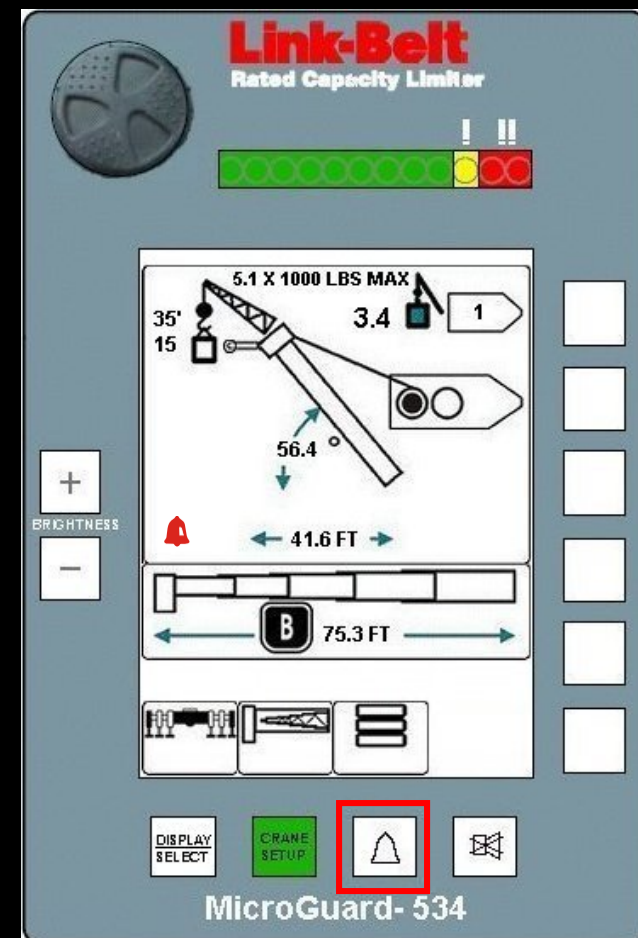 Link-Belt
Rated Capacity Limiter
! !!
5.1 X 1000 LBS MAX
35' 3.4 1
15
56.4
+
BRIGHTNESS
41.6 FT
−
B 75.3 FT
DISPLAY SELECT
CRANE SETUP
MicroGuard- 534